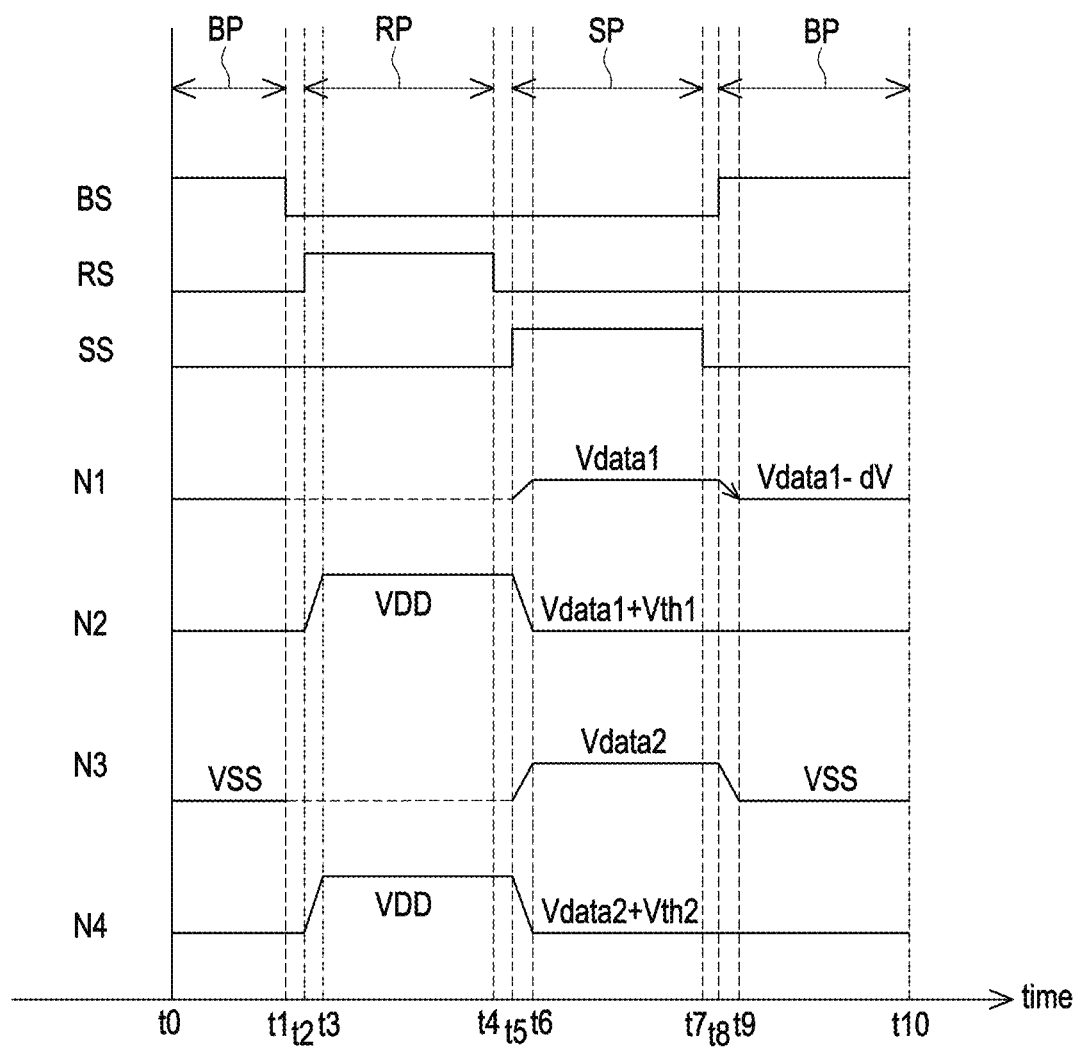 BP RP SP BP
BS
RS
SS
N1 Vdata1 Vdata1- dV
N2 VDD Vdata1+Vth1
N3 VSS Vdata2 VSS
N4 VDD Vdata2+Vth2
time
t0 t1 t2 t3 t4 t5 t6 t7 t8 t9 t10